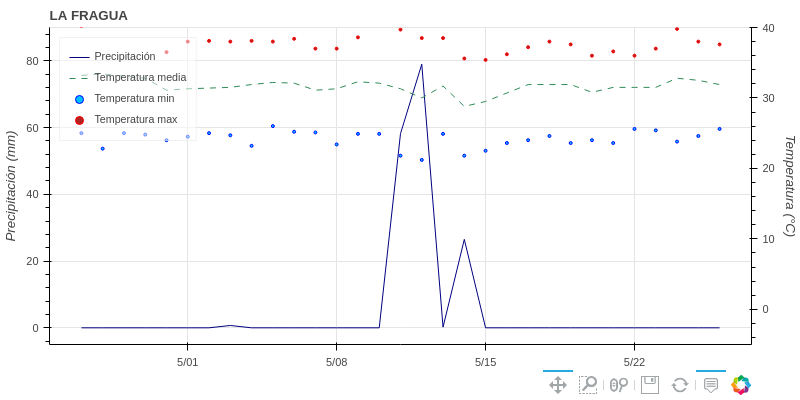 LA FRAGUA
Precipitación
Temperatura media
Temperatura min
Temperatura max
Precipitación (mm)
80
60
40
20
0
Temperatura (°C)
40
30
20
10
0
5/01
5/08
5/15
5/22